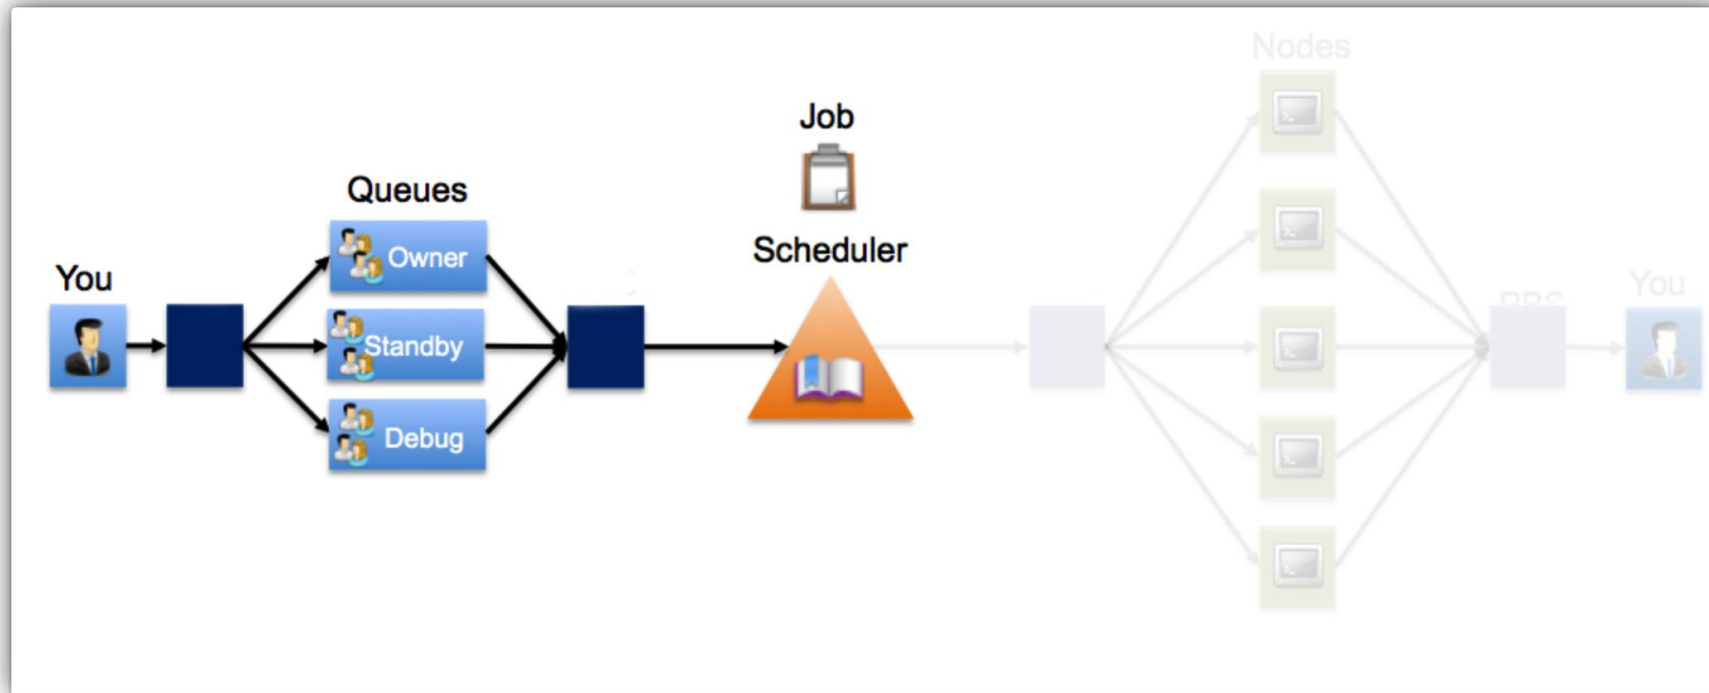 Nodes
Job
Queues
Owner
Scheduler
You
You
Standby
Debug